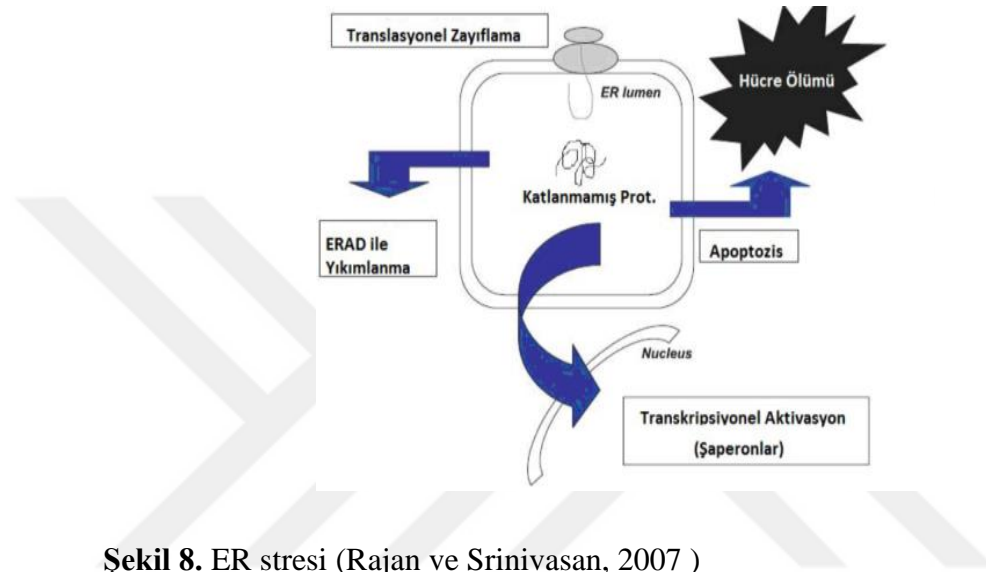 Translasyonel Zayıflama
Hücre Ölümü
ER lumen
Katlanmamış Prot.
ERAD ile
Yıkımlanma
Apoptozis
Nucleus
Transkripsiyonel Aktivasyon
(Şaperonlar)
Şekil 8. ER stresi (Rajan ve Srinivasan, 2007 )